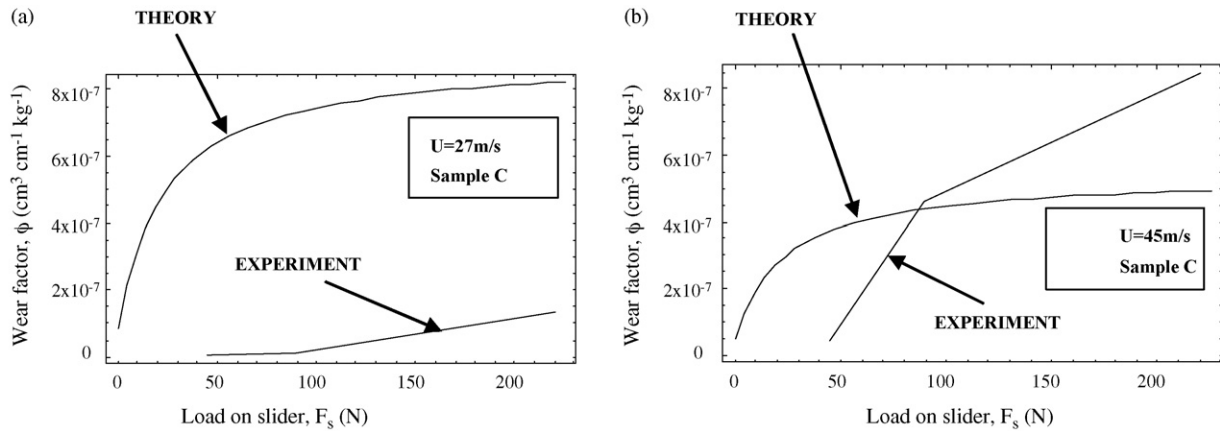 (a)
THEORY
8x10-7
6x10-7
4x10-7
2x10-7
0
Wear factor, φ (cm³ cm⁻¹ kg⁻¹)
U=27m/s
Sample C
EXPERIMENT
0 50 100 150 200
Load on slider, Fₛ (N)
(b)
THEORY
8x10-7
6x10-7
4x10-7
2x10-7
0
Wear factor, φ (cm³ cm⁻¹ kg⁻¹)
U=45m/s
Sample C
EXPERIMENT
0 50 100 150 200
Load on slider, Fₛ (N)